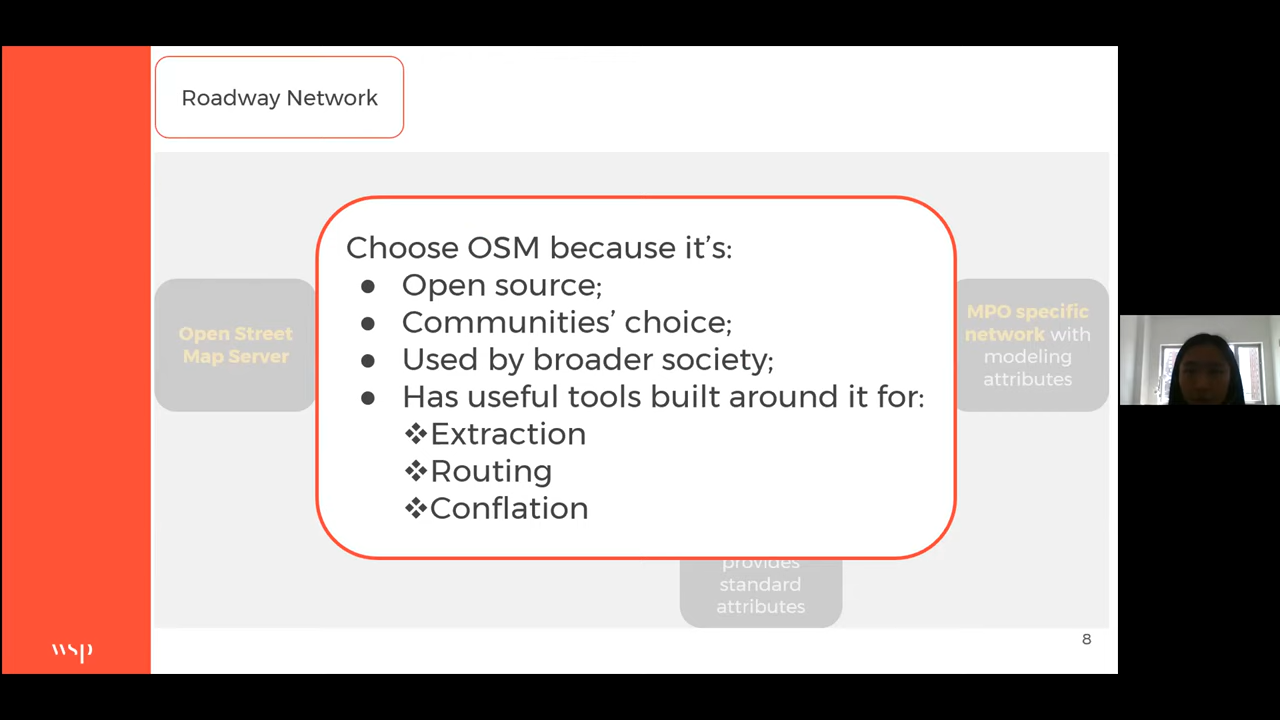 Roadway Network
Choose OSM because it’s:
● Open source;
● Communities’ choice;
● Used by broader society;
● Has useful tools built around it for:
❖Extraction
❖Routing
❖Conflation
Open Street
Map Server
MPO specific
network with
modeling
attributes
provides
standard
attributes
8
wsp